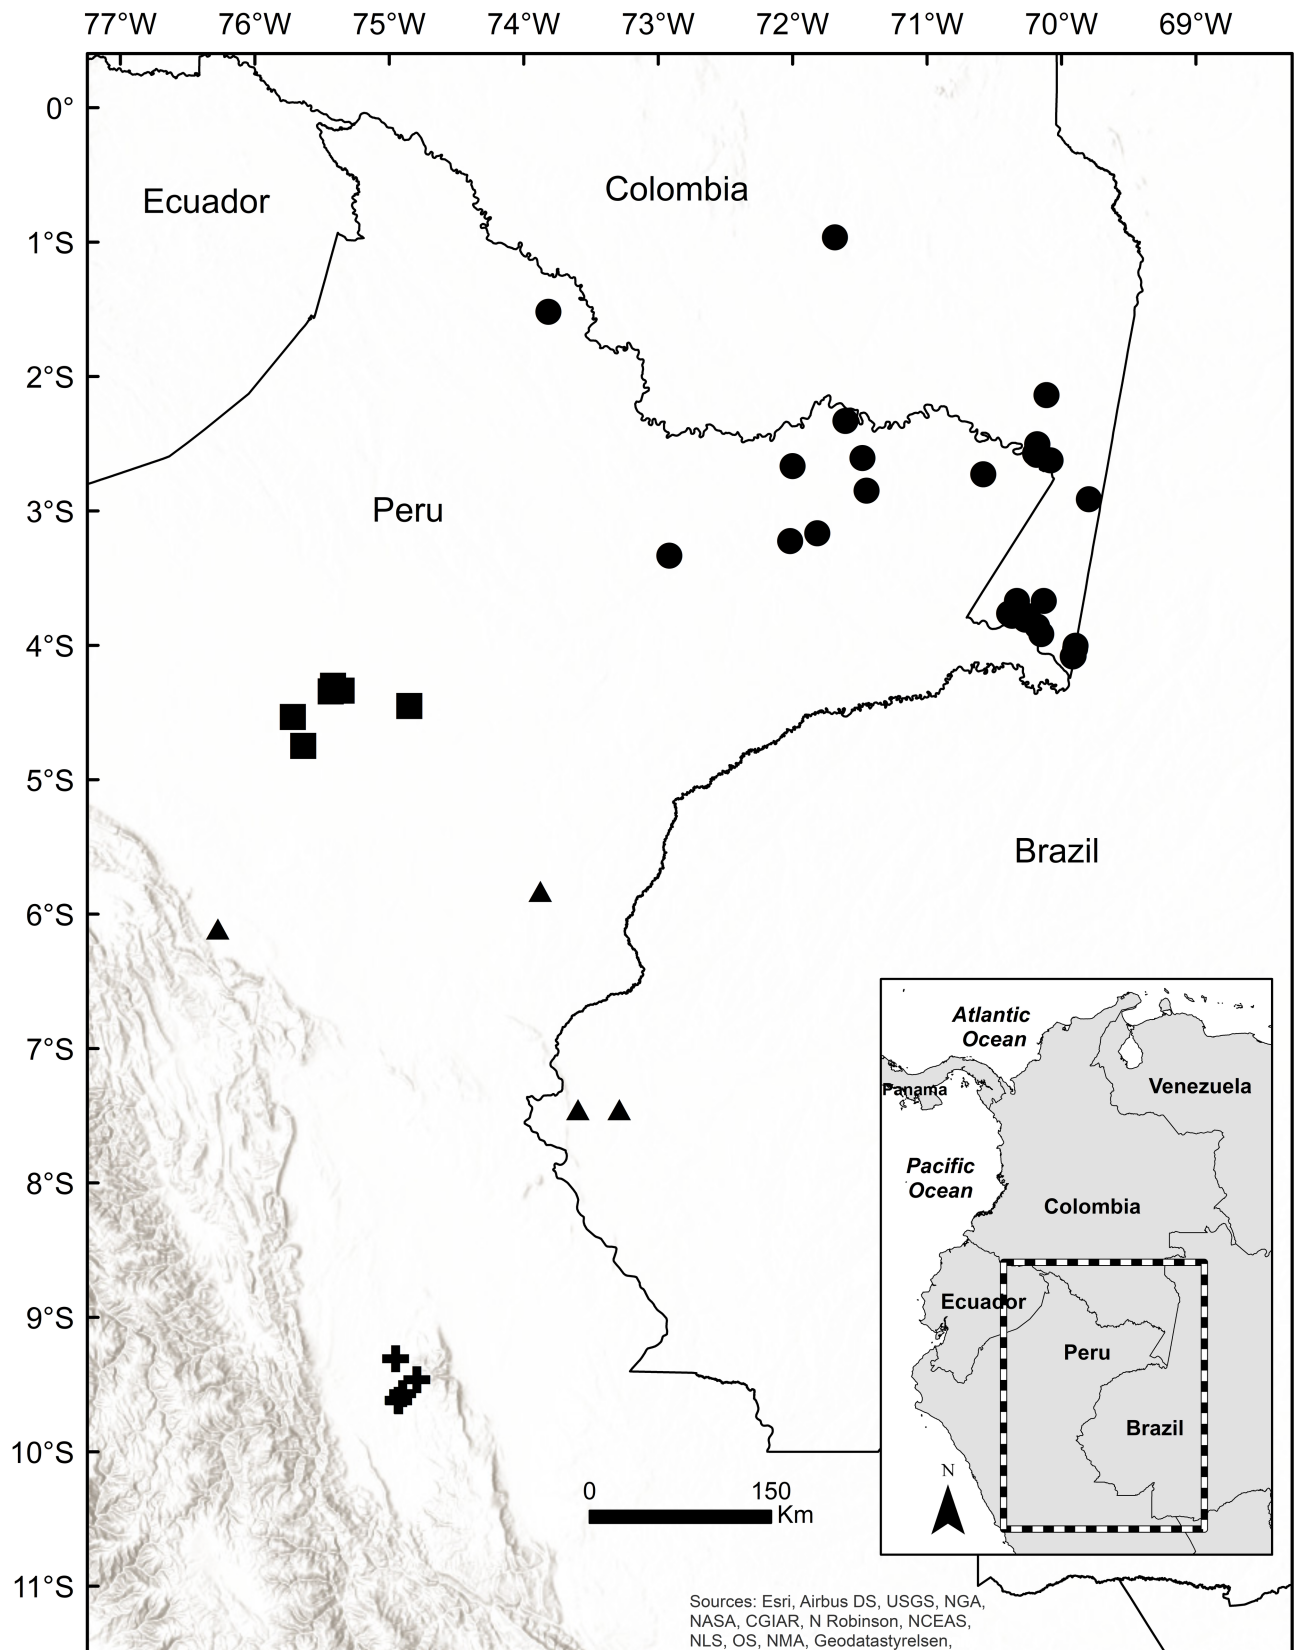 77°W 76°W 75°W 74°W 73°W 72°W 71°W 70°W 69°W
0°
Ecuador
Colombia
1°S
2°S
3°S
Peru
4°S
5°S
Brazil
6°S
7°S
8°S
9°S
10°S
11°S
Atlantic
Ocean
Panama
Venezuela
Pacific
Ocean
Colombia
Ecuador
Peru
Brazil
N
0 150
Km
Sources: Esri, Airbus DS, USGS, NGA,
NASA, CGIAR, N Robinson, NCEAS,
NLS, OS, NMA, Geodatastyrelsen,